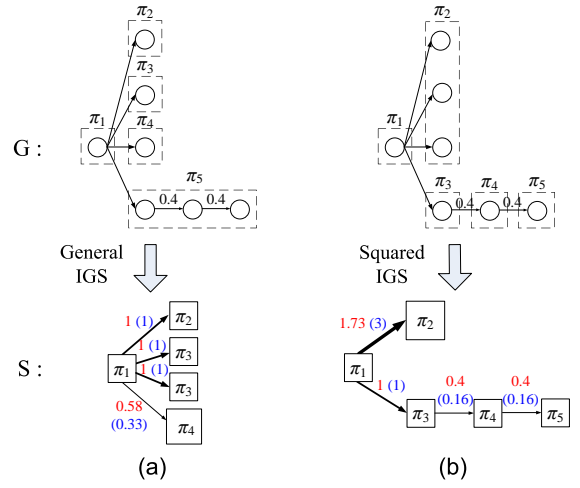 π2
π3
π4
π1
π5
0.4 0.4
G :
General
IGS
1 (1)
π2
1 (1)
π3
1 (1)
π3
π1
S :
0.58
(0.33)
π4
(a)
π2
π1
π3 π4 π5
0.4 0.4
Squared
IGS
1.73 (3)
π2
π1
1 (1)
0.4 0.4
(0.16) (0.16)
π3 π4 π5
(b)